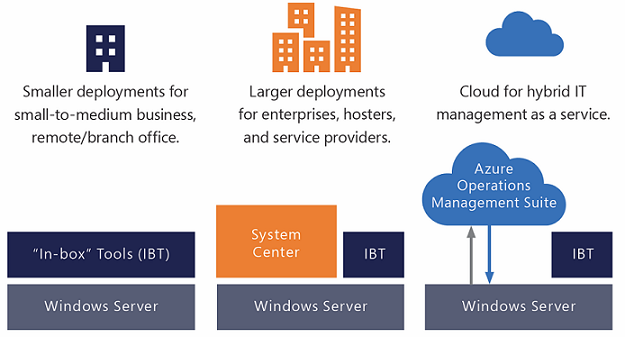 Smaller deployments for
small-to-medium business,
remote/branch office.
Larger deployments
for enterprises, hosters,
and service providers.
Cloud for hybrid IT
management as a service.
"In-box" Tools (IBT)
Windows Server
System
Center
IBT
Windows Server
Azure
Operations
Management Suite
IBT
Windows Server